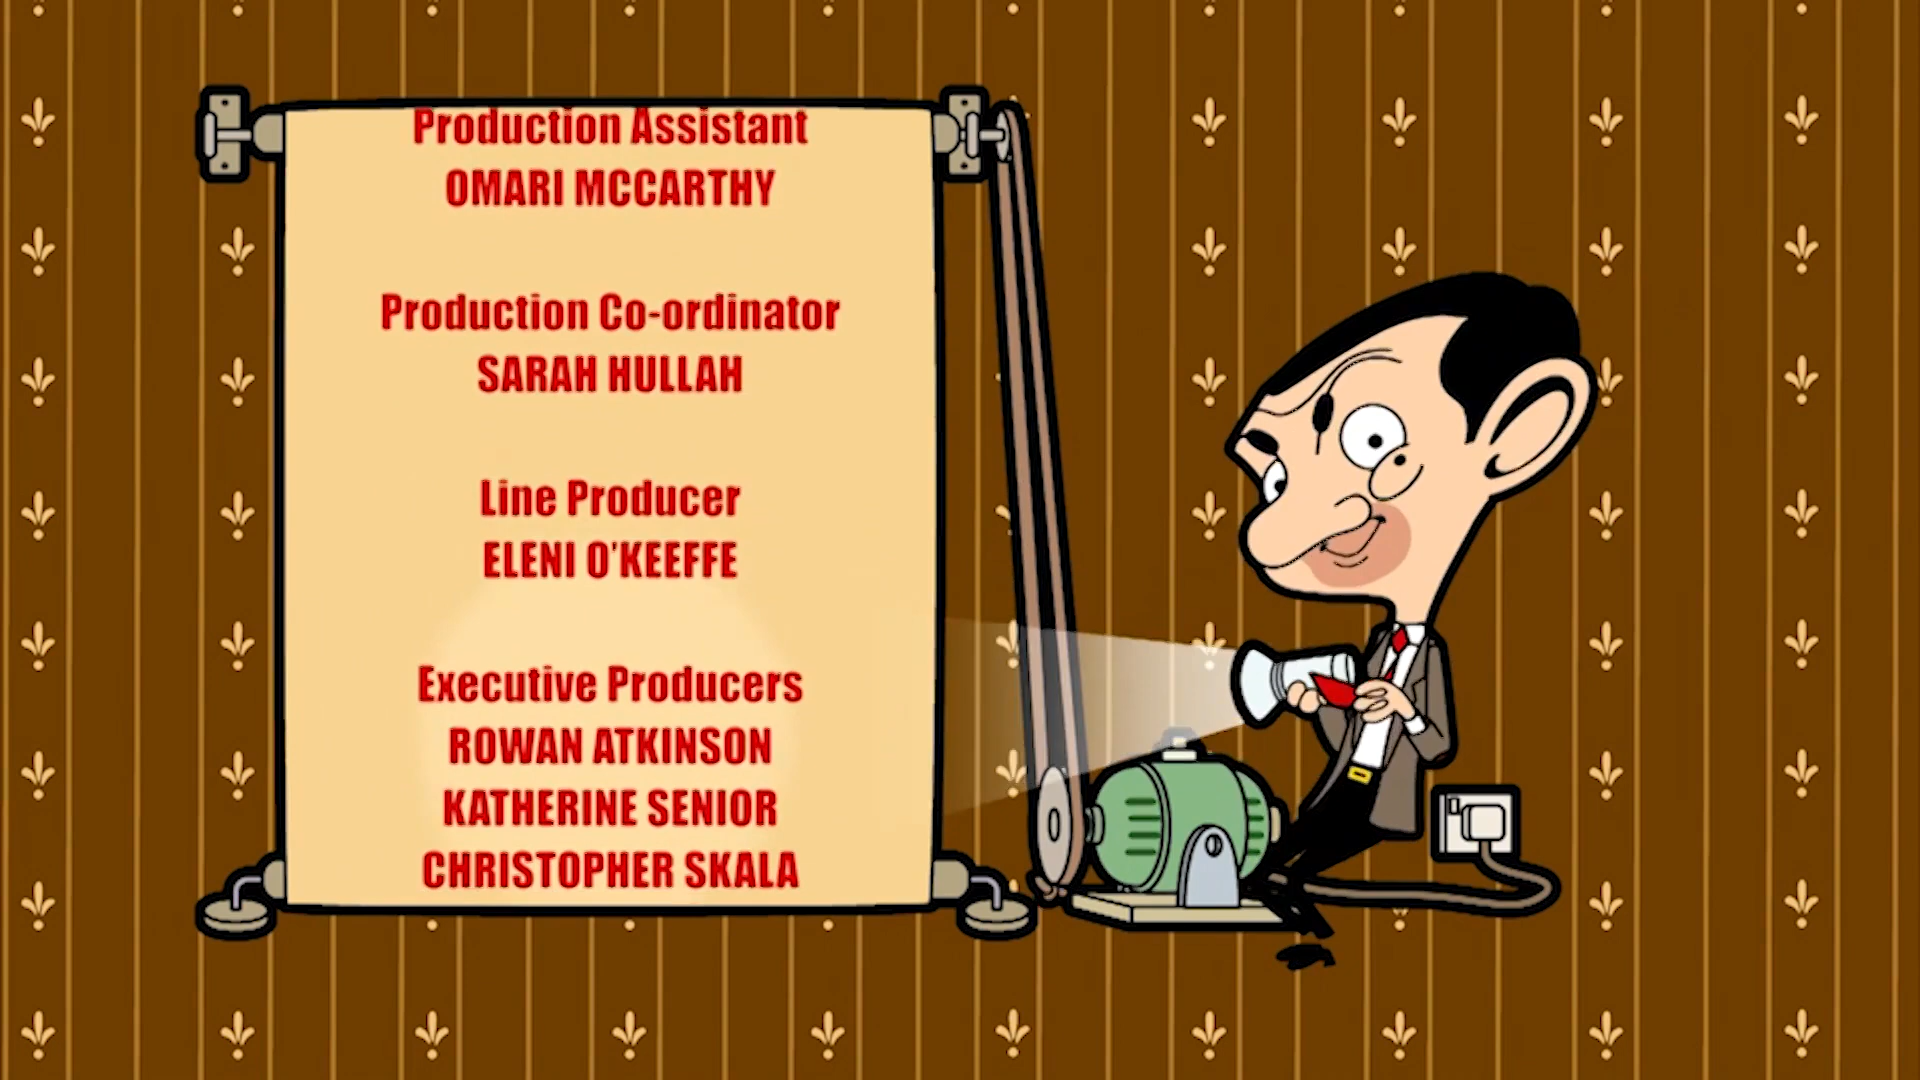 Production Assistant
OMARI MCCARTHY
Production Co-ordinator
SARAH HULLAH
Line Producer
ELENI O'KEEFFE
Executive Producers
ROWAN ATKINSON
KATHERINE SENIOR
CHRISTOPHER SKALA